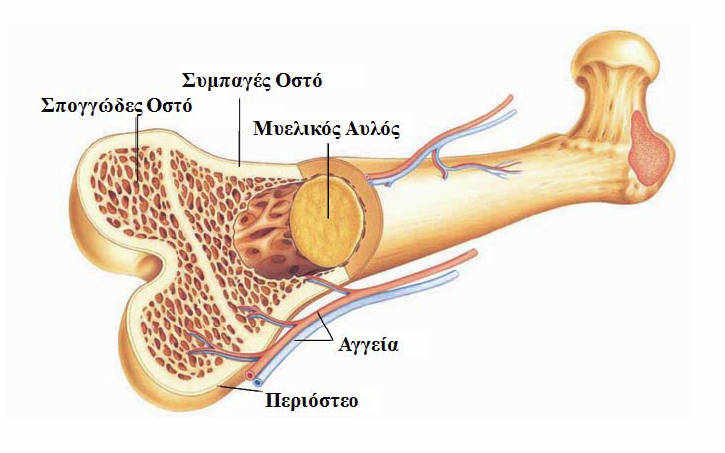 Συμπαγές Οστό
Σπογγώδες Οστό
Μυελικός Αυλός
Αγγεία
Περιόστεο